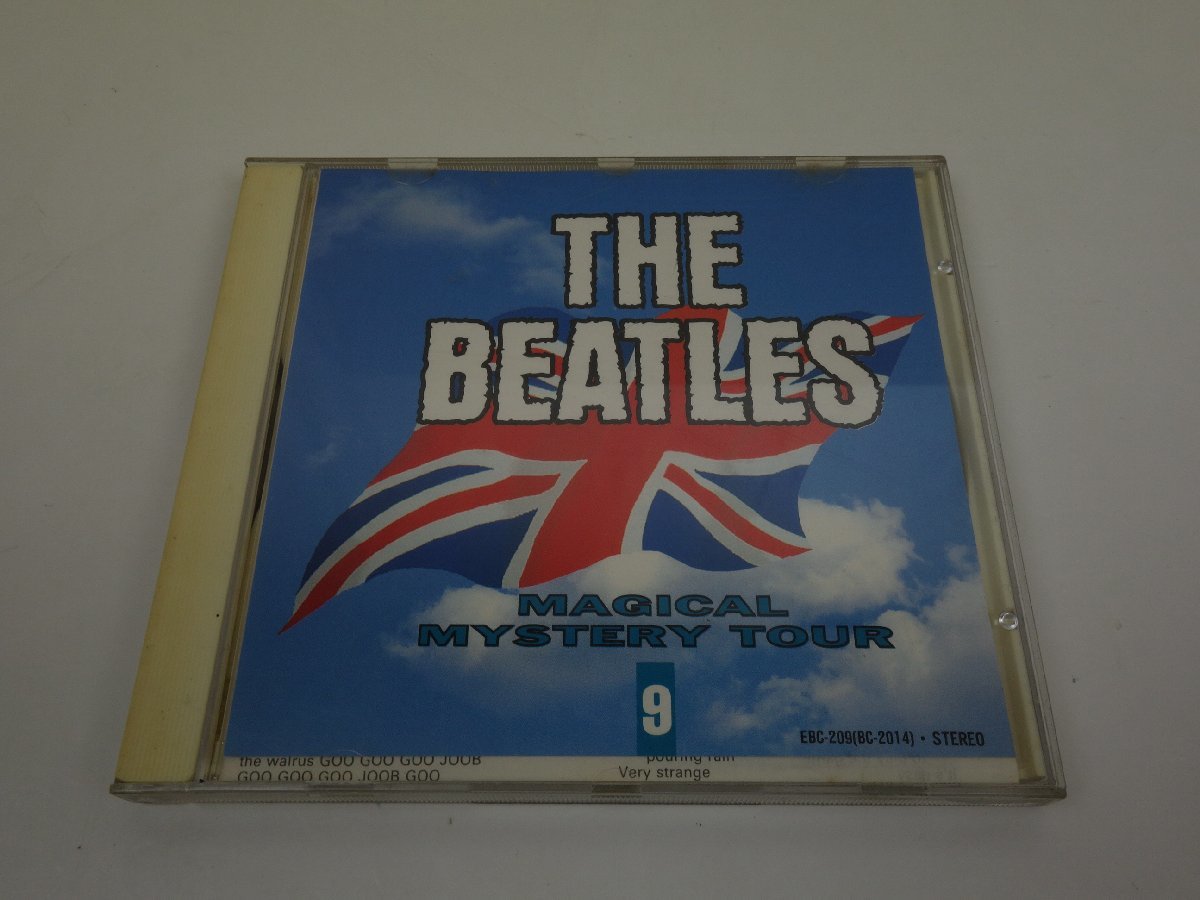 THE
BEATLES
MAGICAL
MYSTERY TOUR
9
EBC-209(BC-2014)・STEREO
the walrus GOO GOO GOO JOOB
GOO GOO GOO JOOB GOO
pouring rain
Very strange